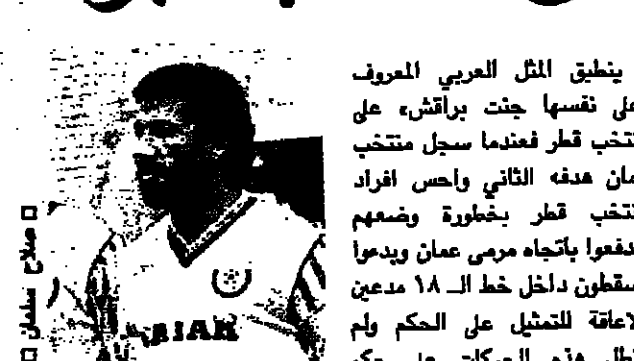 ينطبق المثل العربي المعروف
على نفسها جنت براقش» على
منتخب قطر فعندما سجل منتخب
عمان هدفه الثاني واحس افراد
منتخب قطر بخطورة وضعهم
اندفعوا باتجاه مرمى عمان وبدءوا
يسقطون داخل خط الـ ١٨ مدعين
الاعاقة للتمثيل على الحكم ولم
هذه الحركات
□ صلاح سلمان □